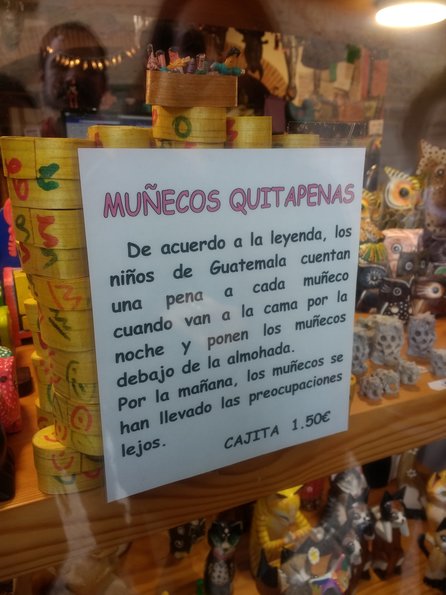 MUÑECOS QUITAPENAS
De acuerdo a la leyenda, los
niños de Guatemala cuentan
una pena a cada muñeco
cuando van a la cama por la
noche y ponen los muñecos
debajo de la almohada.
Por la mañana, los muñecos se
han llevado las preocupaciones
lejos.
CAJITA 1.50€